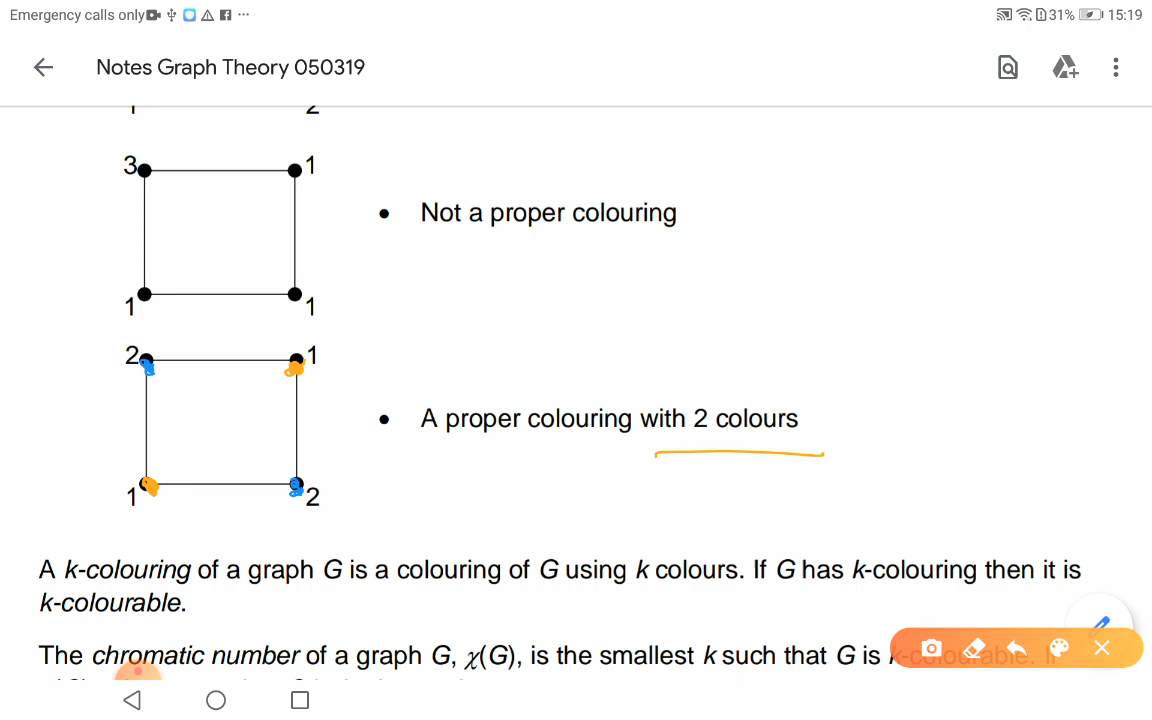 Emergency calls only ... 31% 15:19
Notes Graph Theory 050319
3 1
Not a proper colouring
1 1
2 1
A proper colouring with 2 colours
1 2
A k-colouring of a graph G is a colouring of G using k colours. If G has k-colouring then it is
k-colourable.
The chromatic number of a graph G, χ(G), is the smallest k such that G is k-colourable. If